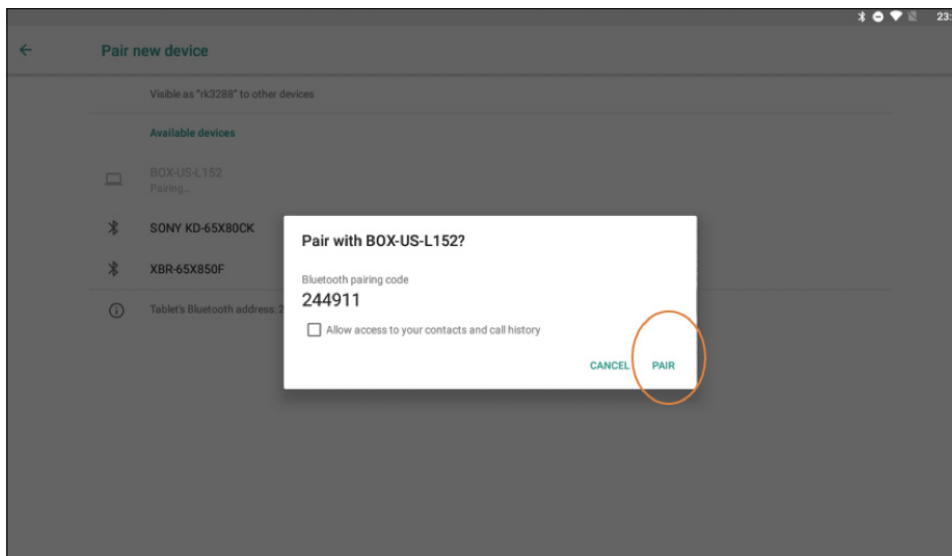 23:
Pair new device
Visible as "rk3288" to other devices
Available devices
BOX-US-L152
Pairing...
SONY KD-65X80CK
XBR-65X850F
Tablet's Bluetooth address: 2
Pair with BOX-US-L152?
Bluetooth pairing code
244911
Allow access to your contacts and call history
CANCEL PAIR